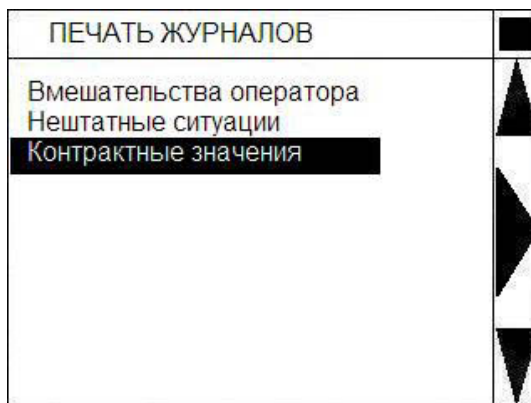 ПЕЧАТЬ ЖУРНАЛОВ
Вмешательства оператора
Нештатные ситуации
Контрактные значения